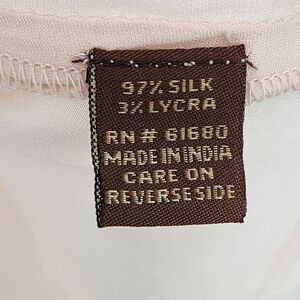 97% SILK
3% LYCRA
RN # 61680
MADE IN INDIA
CARE ON
REVERSE SIDE